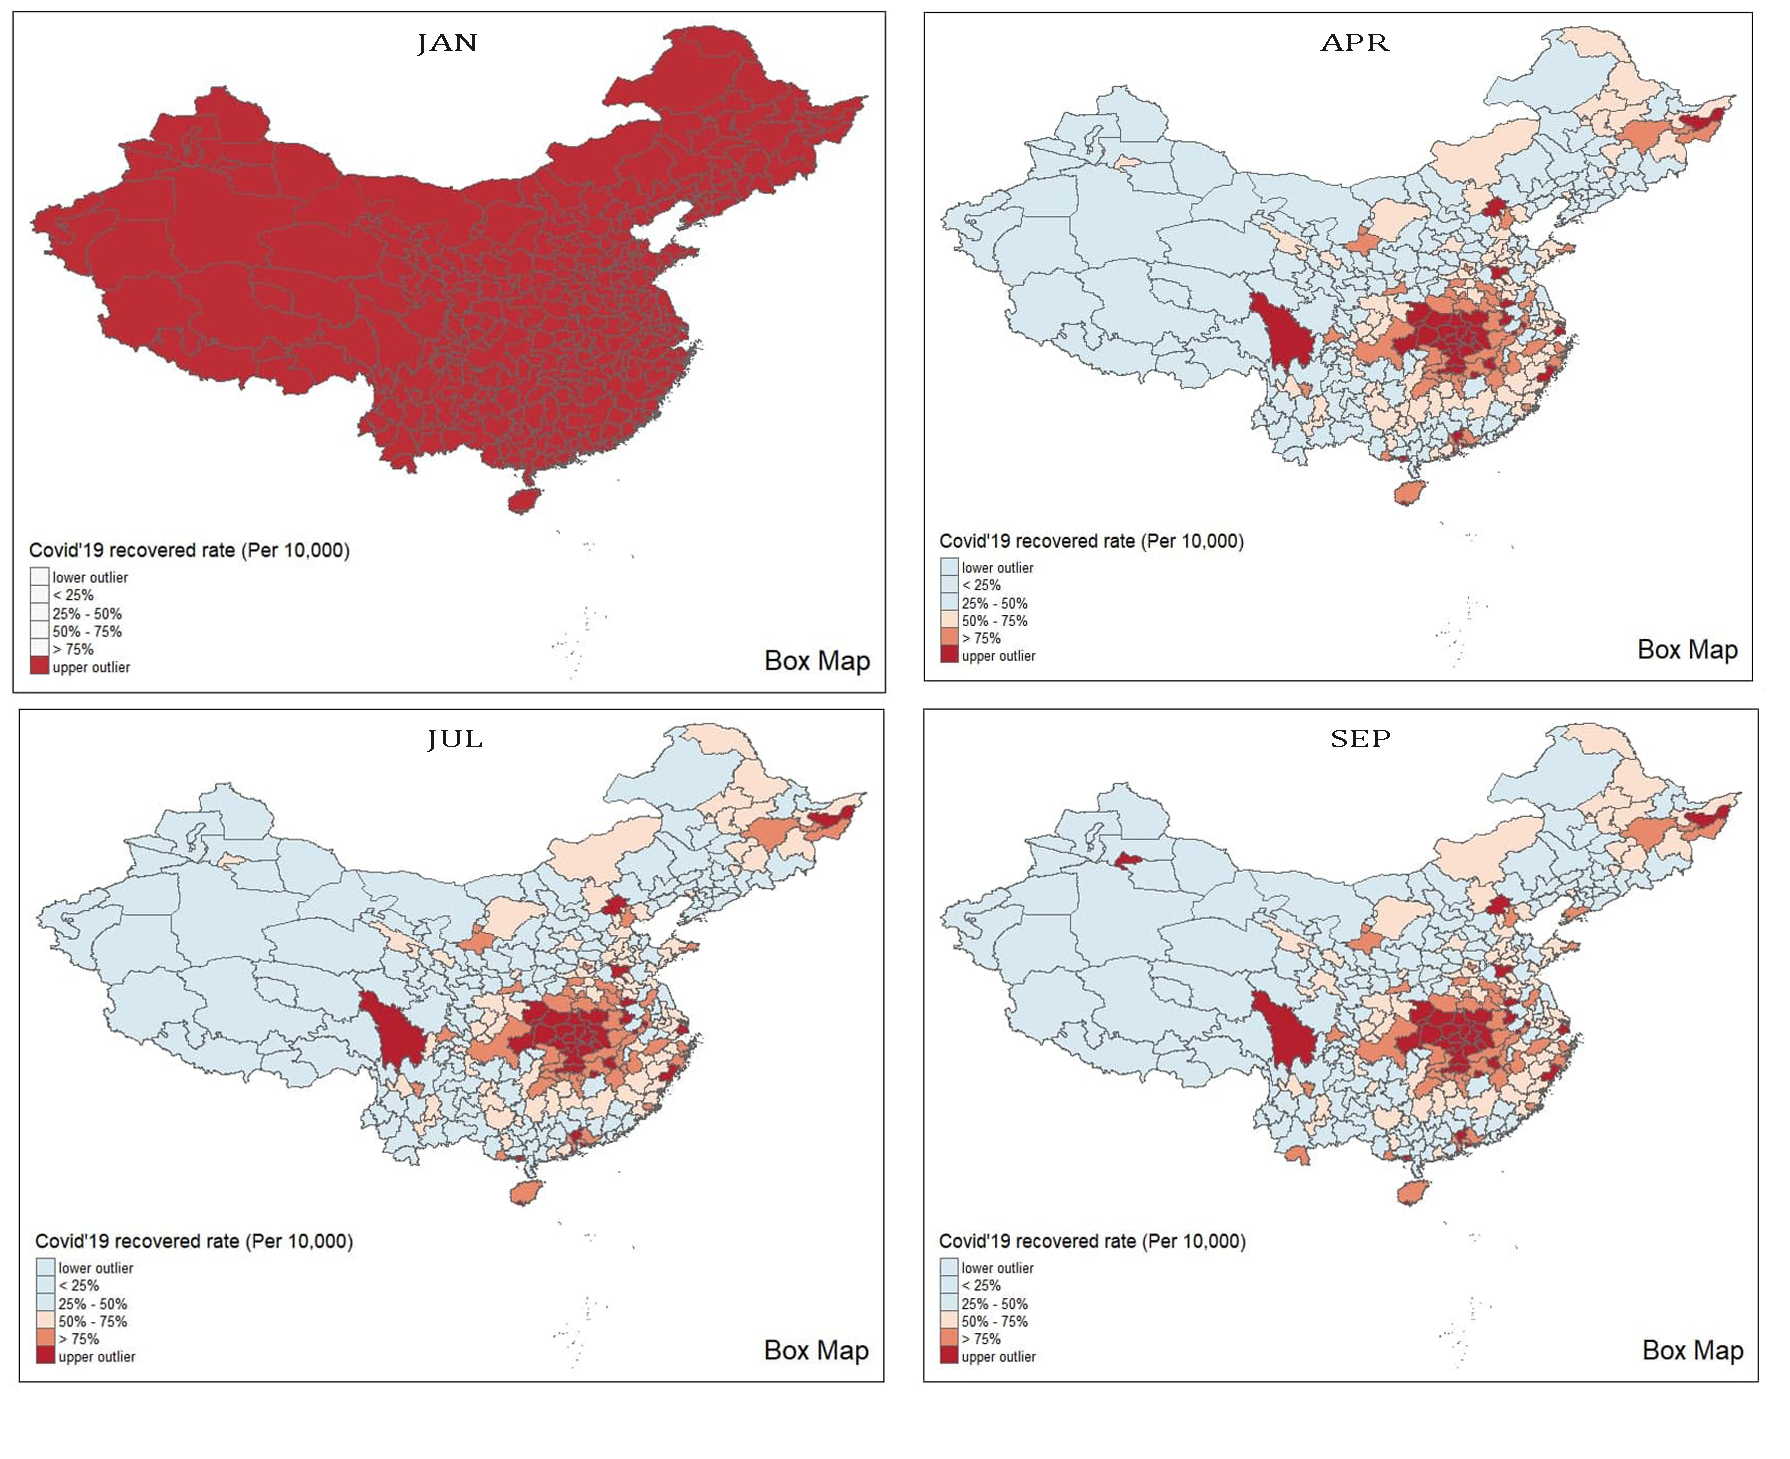 JAN
Covid'19 recovered rate (Per 10,000)
lower outlier
< 25%
25% - 50%
50% - 75%
> 75%
upper outlier
Box Map
APR
Covid'19 recovered rate (Per 10,000)
lower outlier
< 25%
25% - 50%
50% - 75%
> 75%
upper outlier
Box Map
JUL
Covid'19 recovered rate (Per 10,000)
lower outlier
< 25%
25% - 50%
50% - 75%
> 75%
upper outlier
Box Map
SEP
Covid'19 recovered rate (Per 10,000)
lower outlier
< 25%
25% - 50%
50% - 75%
> 75%
upper outlier
Box Map